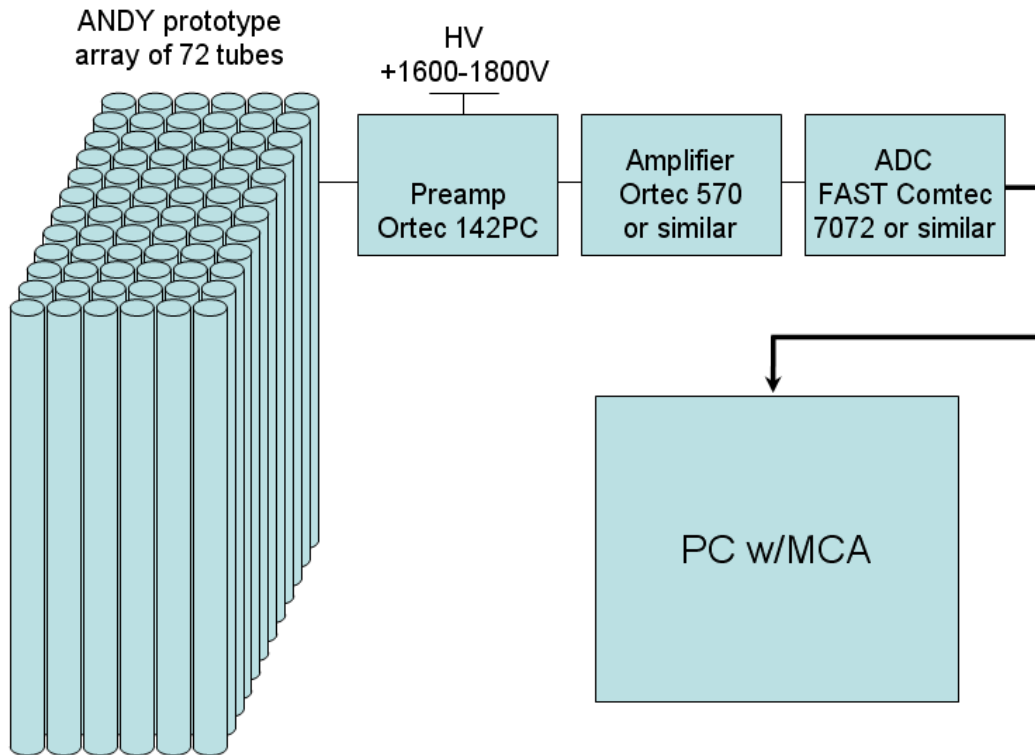 ANDY prototype
array of 72 tubes
HV
+1600-1800V
Preamp
Ortec 142PC
Amplifier
Ortec 570
or similar
ADC
FAST Comtec
7072 or similar
PC w/MCA